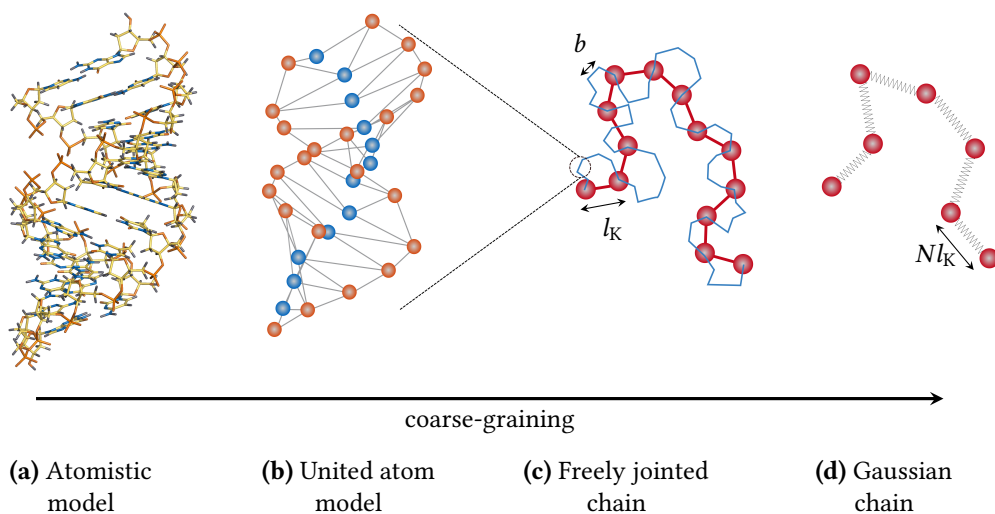 b
l_K
Nl_K
coarse-graining
(a) Atomistic
model
(b) United atom
model
(c) Freely jointed
chain
(d) Gaussian
chain